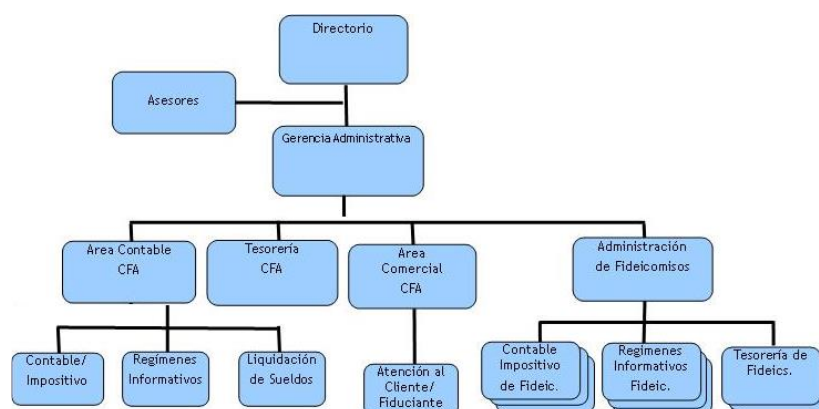 Directorio
Asesores
Gerencia Administrativa
Area Contable
CFA
Tesorería
CFA
Area
Comercial
CFA
Administración
de Fideicomisos
Contable/
Impositivo
Regímenes
Informativos
Liquidación
de Sueldos
Atención al
Cliente/
Fiduciante
Contable
Impositivo
de Fideic.
Regimenes
Informativos
Fideic.
Tesorería de
Fideics.